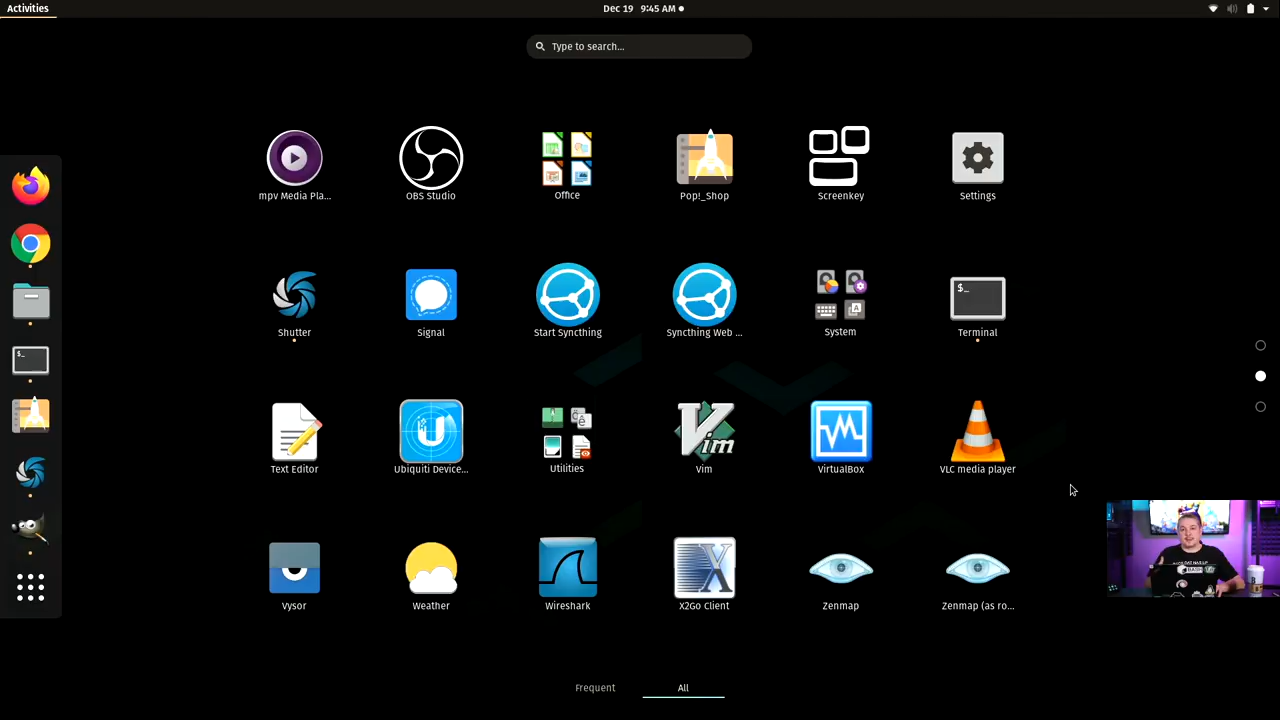 Activities
Dec 19 9:45 AM
Type to search...
mpv Media Pla...
OBS Studio
Office
Pop!_Shop
Screenkey
Settings
Shutter
Signal
Start Syncthing
Syncthing Web ...
System
Terminal
Text Editor
Ubiquiti Device...
Utilities
Vim
VirtualBox
VLC media player
Vysor
Weather
Wireshark
X2Go Client
Zenmap
Zenmap (as ro...
Frequent
All